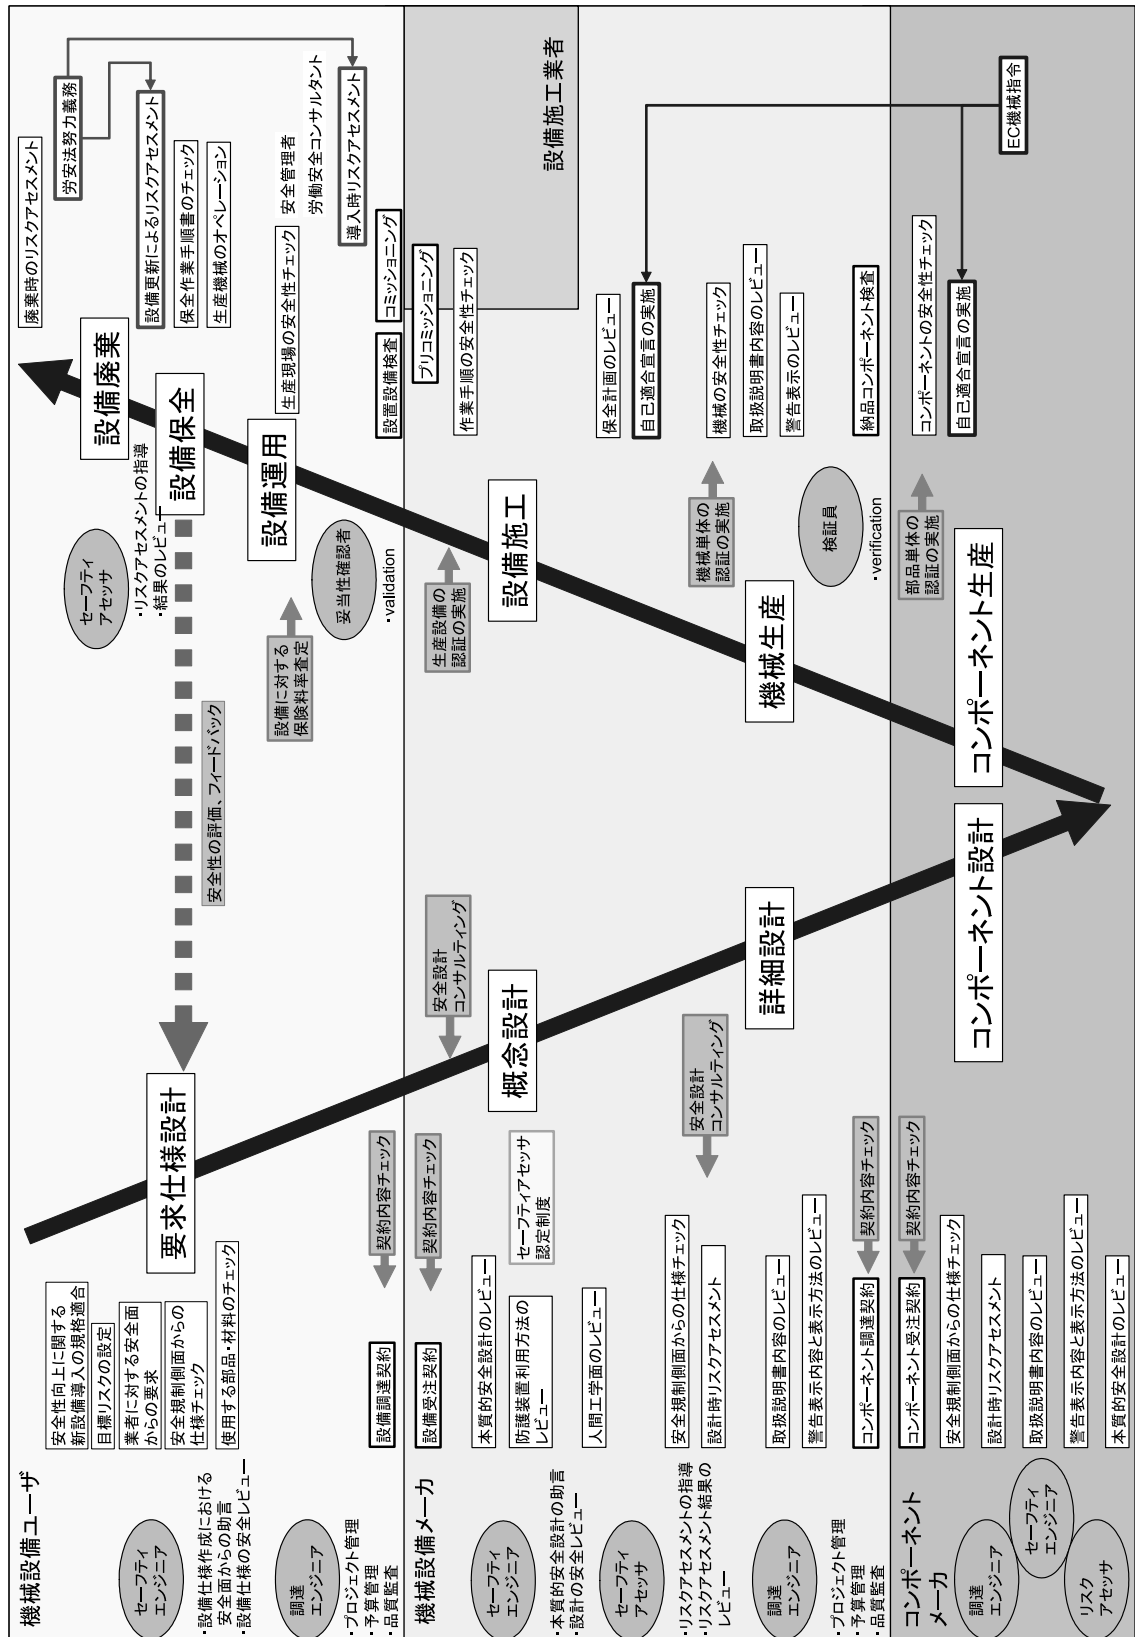 機械設備ユーザ
安全性向上に関する
新設備導入の規格適合
目標リスクの設定
業者に対する安全面
からの要求
安全規制側面からの
仕様チェック
使用する部品・材料のチェック
セーフティ
エンジニア
・設備仕様作成における
安全面からの助言
・設備仕様の安全レビュー
調達
エンジニア
・プロジェクト管理
・予算管理
・品質監査
設備調達契約
契約内容チェック
要求仕様設計
安全性の評価、フィードバック
セーフティ
アセッサ
・リスクアセスメントの指導
・結果のレビュー
設備に対する
保険料率査定
妥当性確認者
・validation
設備廃棄
設備保全
設備運用
廃棄時のリスクアセスメント
労安法努力義務
設備更新によるリスクアセスメント
保全作業手順書のチェック
生産機械のオペレーション
生産現場の安全性チェック
安全管理者
労働安全コンサルタント
導入時リスクアセスメント
設置設備検査
コミッショニング
機械設備メーカ
設備受注契約
契約内容チェック
セーフティ
エンジニア
・本質的安全設計の助言
・設計の安全レビュー
本質的安全設計のレビュー
防護装置利用方法の
レビュー
人間工学面のレビュー
セーフティアセッサ
認定制度
安全設計
コンサルティング
概念設計
生産設備の
認証の実施
設備施工
プリコミッショニング
作業手順の安全性チェック
設備施工業者
セーフティ
アセッサ
・リスクアセスメントの指導
・リスクアセスメント結果の
レビュー
安全規制側面からの仕様チェック
設計時リスクアセスメント
取扱説明書内容のレビュー
警告表示内容と表示方法のレビュー
安全設計
コンサルティング
詳細設計
機械生産
機械単体の
認証の実施
保全計画のレビュー
自己適合宣言の実施
機械の安全性チェック
取扱説明書内容のレビュー
警告表示のレビュー
検証員
・verification
調達
エンジニア
・プロジェクト管理
・予算管理
・品質監査
コンポーネント調達契約
契約内容チェック
納品コンポーネント検査
コンポーネント
メーカ
コンポーネント受注契約
契約内容チェック
調達
エンジニア
セーフティ
エンジニア
リスク
アセッサ
安全規制側面からの仕様チェック
設計時リスクアセスメント
取扱説明書内容のレビュー
警告表示内容と表示方法のレビュー
本質的安全設計のレビュー
コンポーネント設計
コンポーネント生産
部品単体の
認証の実施
コンポーネントの安全性チェック
自己適合宣言の実施
EC機械指令